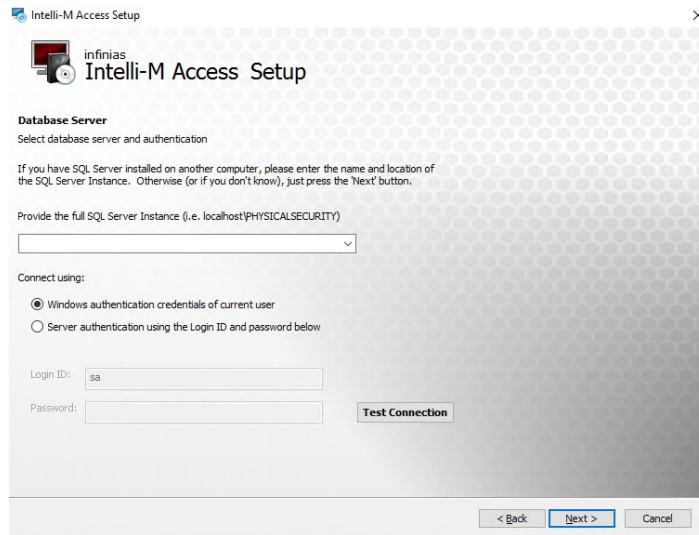 Intelli-M Access Setup
infinias
Intelli-M Access Setup
Database Server
Select database server and authentication
If you have SQL Server installed on another computer, please enter the name and location of
the SQL Server Instance. Otherwise (or if you don't know), just press the 'Next' button.
Provide the full SQL Server Instance (i.e. localhost\PHYSICALSECURITY)
Connect using:
Windows authentication credentials of current user
Server authentication using the Login ID and password below
Login ID: sa
Password:
Test Connection
< Back Next > Cancel